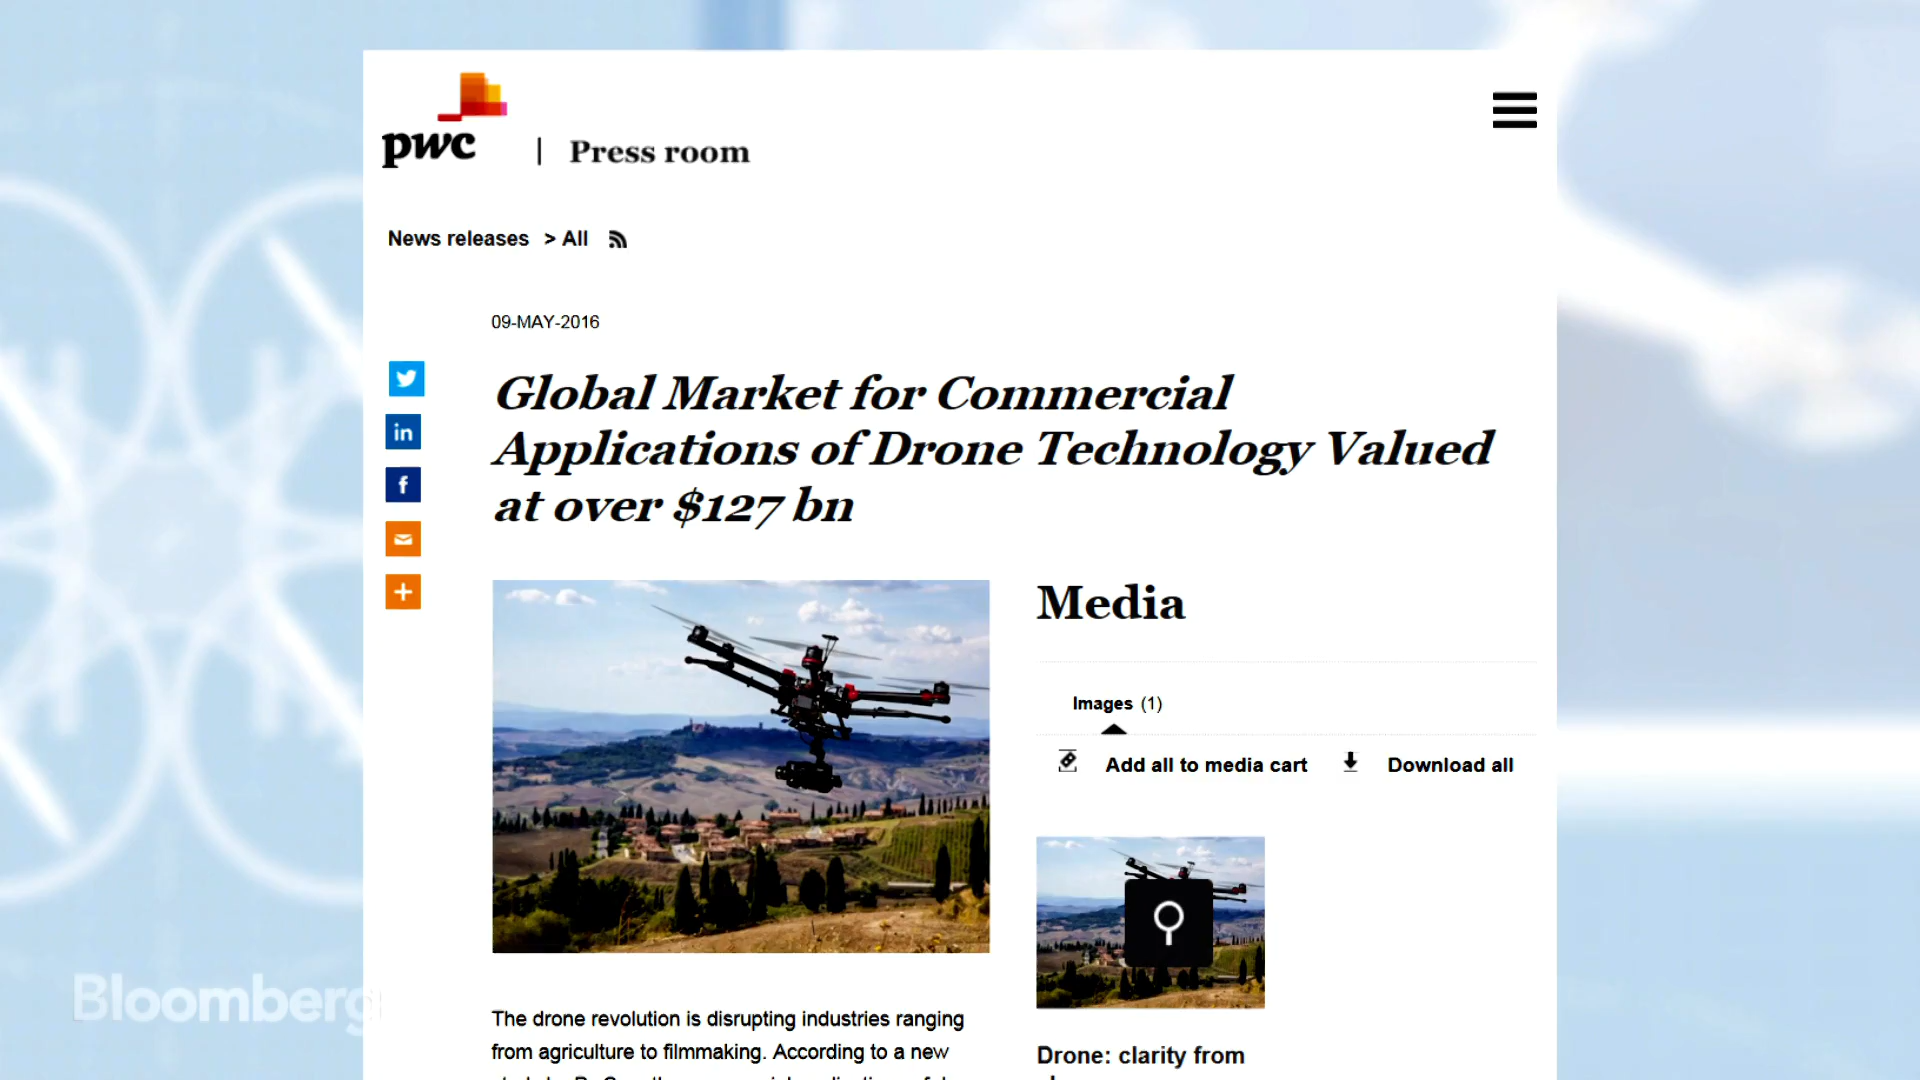 pwc
| Press room
News releases > All
09-MAY-2016
Global Market for Commercial
Applications of Drone Technology Valued
at over $127 bn
Media
Images (1)
Add all to media cart
Download all
The drone revolution is disrupting industries ranging
from agriculture to filmmaking. According to a new
Drone: clarity from
Bloomberg